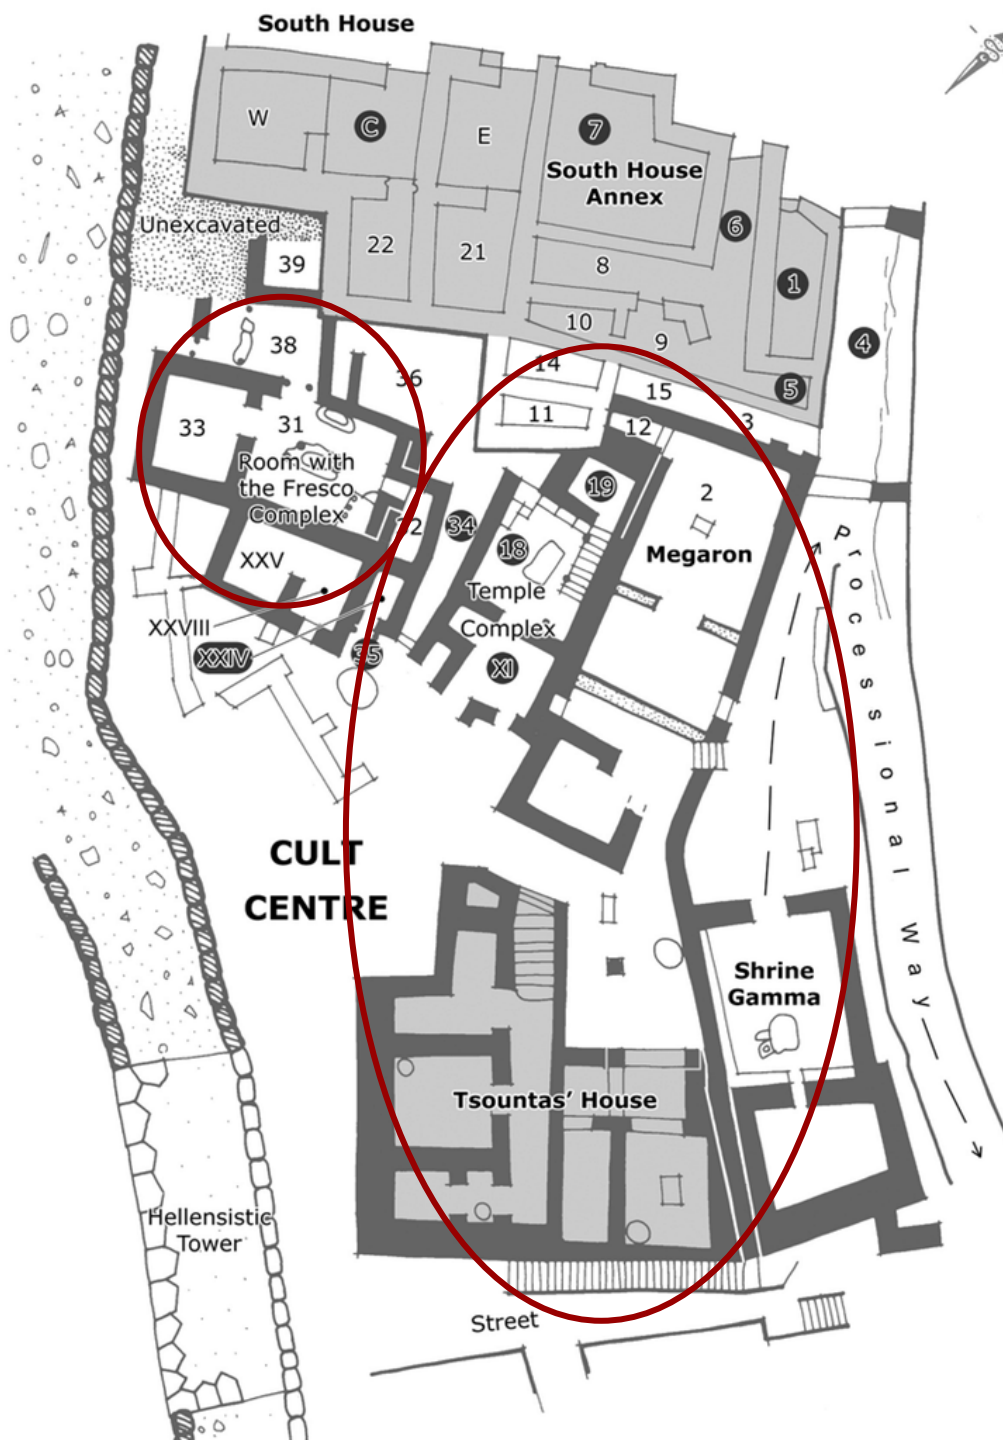 South House
W
C
E
7
South House
Annex
Unexcavated
6
22
21
8
39
1
10
9
4
38
36
14
15
5
33
31
11
12
3
Room with
the Fresco
Complex
19
2
32
34
18
Megaron
XXV
Temple
Complex
XXVIII
XXIV
35
XI
Processional Way
CULT
CENTRE
Shrine
Gamma
Tsountas' House
Hellensistic
Tower
Street